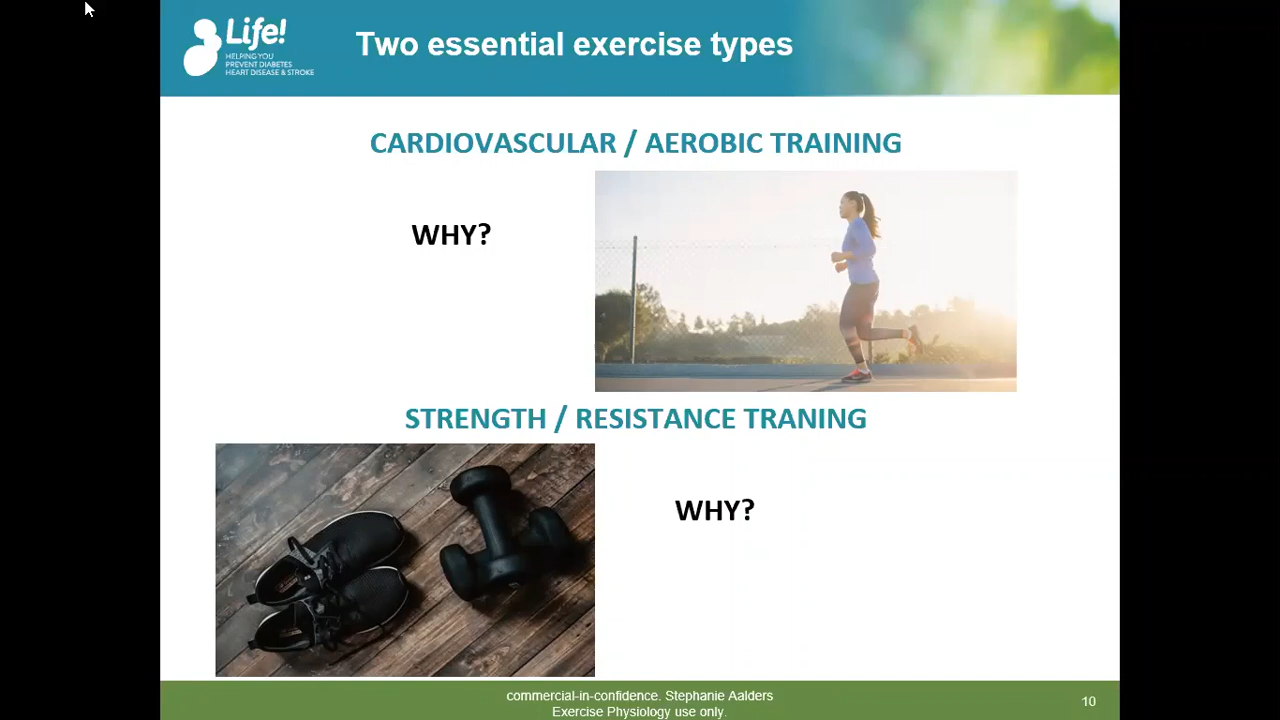 Life!
HELPING YOU
PREVENT DIABETES
HEART DISEASE & STROKE
Two essential exercise types
CARDIOVASCULAR / AEROBIC TRAINING
WHY?
STRENGTH / RESISTANCE TRANING
WHY?
commercial-in-confidence. Stephanie Aalders
Exercise Physiology use only.
10